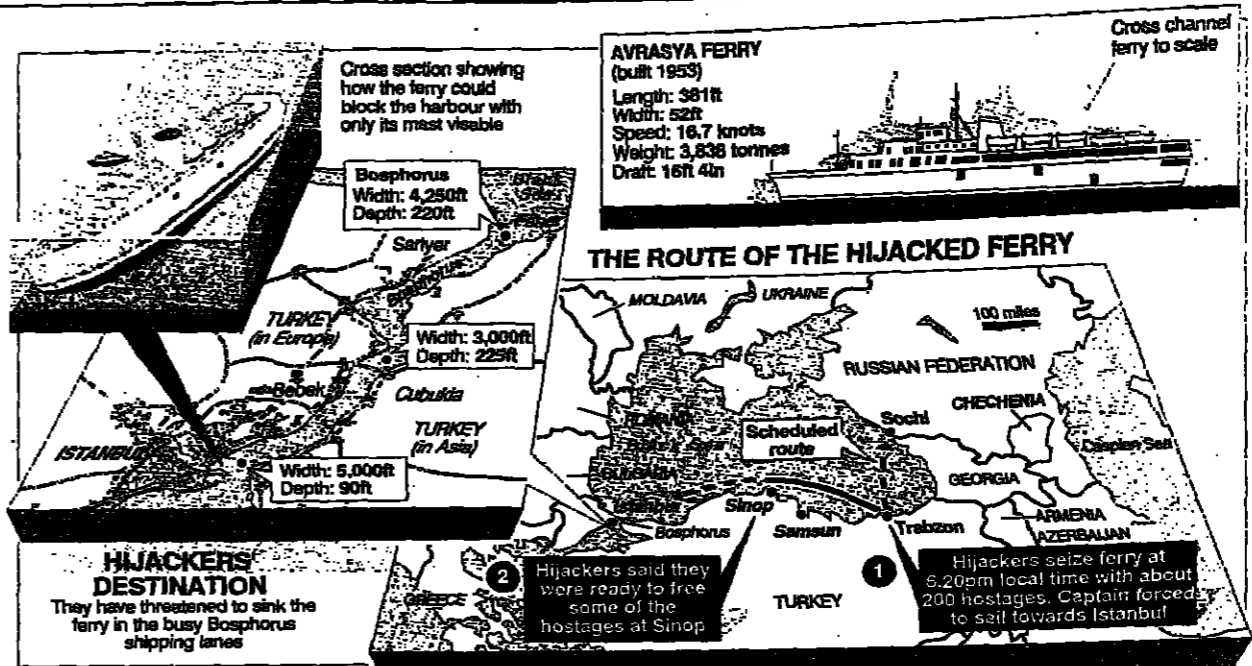 Cross section showing
how the ferry could
block the harbour with
only its mast visable
AVRASYA FERRY
(built 1953)
Length: 381ft
Width: 52ft
Speed: 16.7 knots
Weight: 3,838 tonnes
Draft: 16ft 4in
Cross channel
ferry to scale
Bosphorus
Width: 4,250ft
Depth: 220ft
Sariyer
Bosphorus
TURKEY
(in Europe)
Width: 3,000ft
Depth: 225ft
Bebek
Cubukia
TURKEY
(in Asia)
ISTANBUL
Width: 5,000ft
Depth: 90ft
HIJACKERS'
DESTINATION
They have threatened to sink the
ferry in the busy Bosphorus
shipping lanes
THE ROUTE OF THE HIJACKED FERRY
MOLDAVIA
UKRAINE
100 miles
RUSSIAN FEDERATION
CHECHENIA
Sochi
Caspian Sea
Scheduled
route
BULGARIA
GEORGIA
Istanbul
Sinop
Samsun
Trabzon
ARMENIA
AZERBAIJAN
Bosphorus
GREECE
TURKEY
2
Hijackers said they
were ready to free
some of the
hostages at Sinop
1
Hijackers seize ferry at
6.20pm local time with about
200 hostages. Captain forced
to sail towards Istanbul